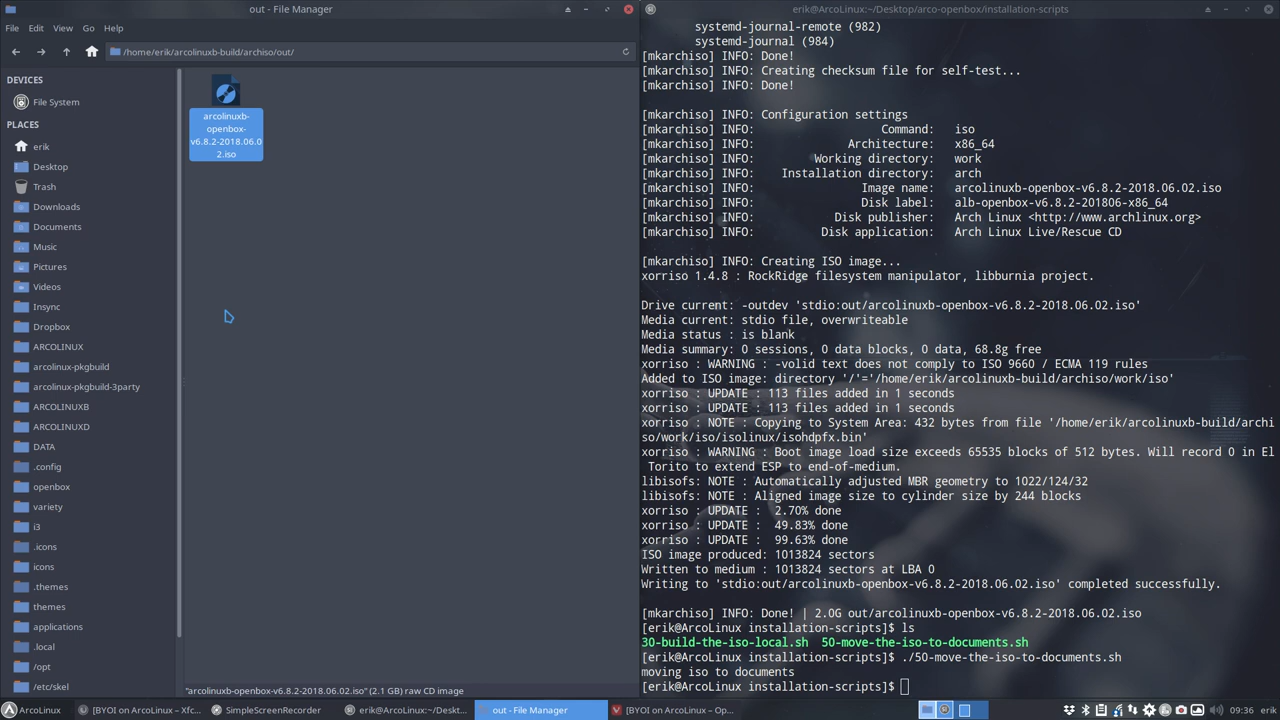 out - File Manager
File Edit View Go Help
/home/erik/arcolinuxb-build/archiso/out/
DEVICES
File System
PLACES
erik
Desktop
Trash
Downloads
Documents
Music
Pictures
Videos
Insync
Dropbox
ARCOLINUX
arcolinux-pkgbuild
arcolinux-pkgbuild-3party
ARCOLINUXB
ARCOLINUXD
DATA
.config
openbox
variety
i3
.icons
icons
.themes
themes
applications
.local
/opt
/etc/skel
arcolinuxb-
openbox-
v6.8.2-2018.06.0
2.iso
"arcolinuxb-openbox-v6.8.2-2018.06.02.iso" (2.1 GB) raw CD image
erik@ArcoLinux:~/Desktop/arco-openbox/installation-scripts
systemd-journal-remote (982)
systemd-journal (984)
[mkarchiso] INFO: Done!
[mkarchiso] INFO: Creating checksum file for self-test...
[mkarchiso] INFO: Done!
[mkarchiso] INFO: Configuration settings
[mkarchiso] INFO: Command: iso
[mkarchiso] INFO: Architecture: x86_64
[mkarchiso] INFO: Working directory: work
[mkarchiso] INFO: Installation directory: arch
[mkarchiso] INFO: Image name: arcolinuxb-openbox-v6.8.2-2018.06.02.iso
[mkarchiso] INFO: Disk label: alb-openbox-v6.8.2-201806-x86_64
[mkarchiso] INFO: Disk publisher: Arch Linux <http://www.archlinux.org>
[mkarchiso] INFO: Disk application: Arch Linux Live/Rescue CD
[mkarchiso] INFO: Creating ISO image...
xorriso 1.4.8 : RockRidge filesystem manipulator, libburnia project.
Drive current: -outdev 'stdio:out/arcolinuxb-openbox-v6.8.2-2018.06.02.iso'
Media current: stdio file, overwriteable
Media status : is blank
Media summary: 0 sessions, 0 data blocks, 0 data, 68.8g free
xorriso : WARNING : -volid text does not comply to ISO 9660 / ECMA 119 rules
Added to ISO image: directory '/'='/home/erik/arcolinuxb-build/archiso/work/iso'
xorriso : UPDATE : 113 files added in 1 seconds
xorriso : UPDATE : 113 files added in 1 seconds
xorriso : NOTE : Copying to System Area: 432 bytes from file '/home/erik/arcolinuxb-build/archi
so/work/iso/isolinux/isohdpfx.bin'
xorriso : WARNING : Boot image load size exceeds 65535 blocks of 512 bytes. Will record 0 in El
Torito to extend ESP to end-of-medium.
libisofs: NOTE : Automatically adjusted MBR geometry to 1022/124/32
libisofs: NOTE : Aligned image size to cylinder size by 244 blocks
xorriso : UPDATE : 2.70% done
xorriso : UPDATE : 49.83% done
xorriso : UPDATE : 99.63% done
ISO image produced: 1013824 sectors
Written to medium : 1013824 sectors at LBA 0
Writing to 'stdio:out/arcolinuxb-openbox-v6.8.2-2018.06.02.iso' completed successfully.
[mkarchiso] INFO: Done! | 2.0G out/arcolinuxb-openbox-v6.8.2-2018.06.02.iso
[erik@ArcoLinux installation-scripts]$ ls
30-build-the-iso-local.sh 50-move-the-iso-to-documents.sh
[erik@ArcoLinux installation-scripts]$ ./50-move-the-iso-to-documents.sh
moving iso to documents
[erik@ArcoLinux installation-scripts]$
ArcoLinux [BYOI on ArcoLinux – Xfc... SimpleScreenRecorder erik@ArcoLinux:~/Deskt... out - File Manager [BYOI on ArcoLinux – Op... 09:36 erik